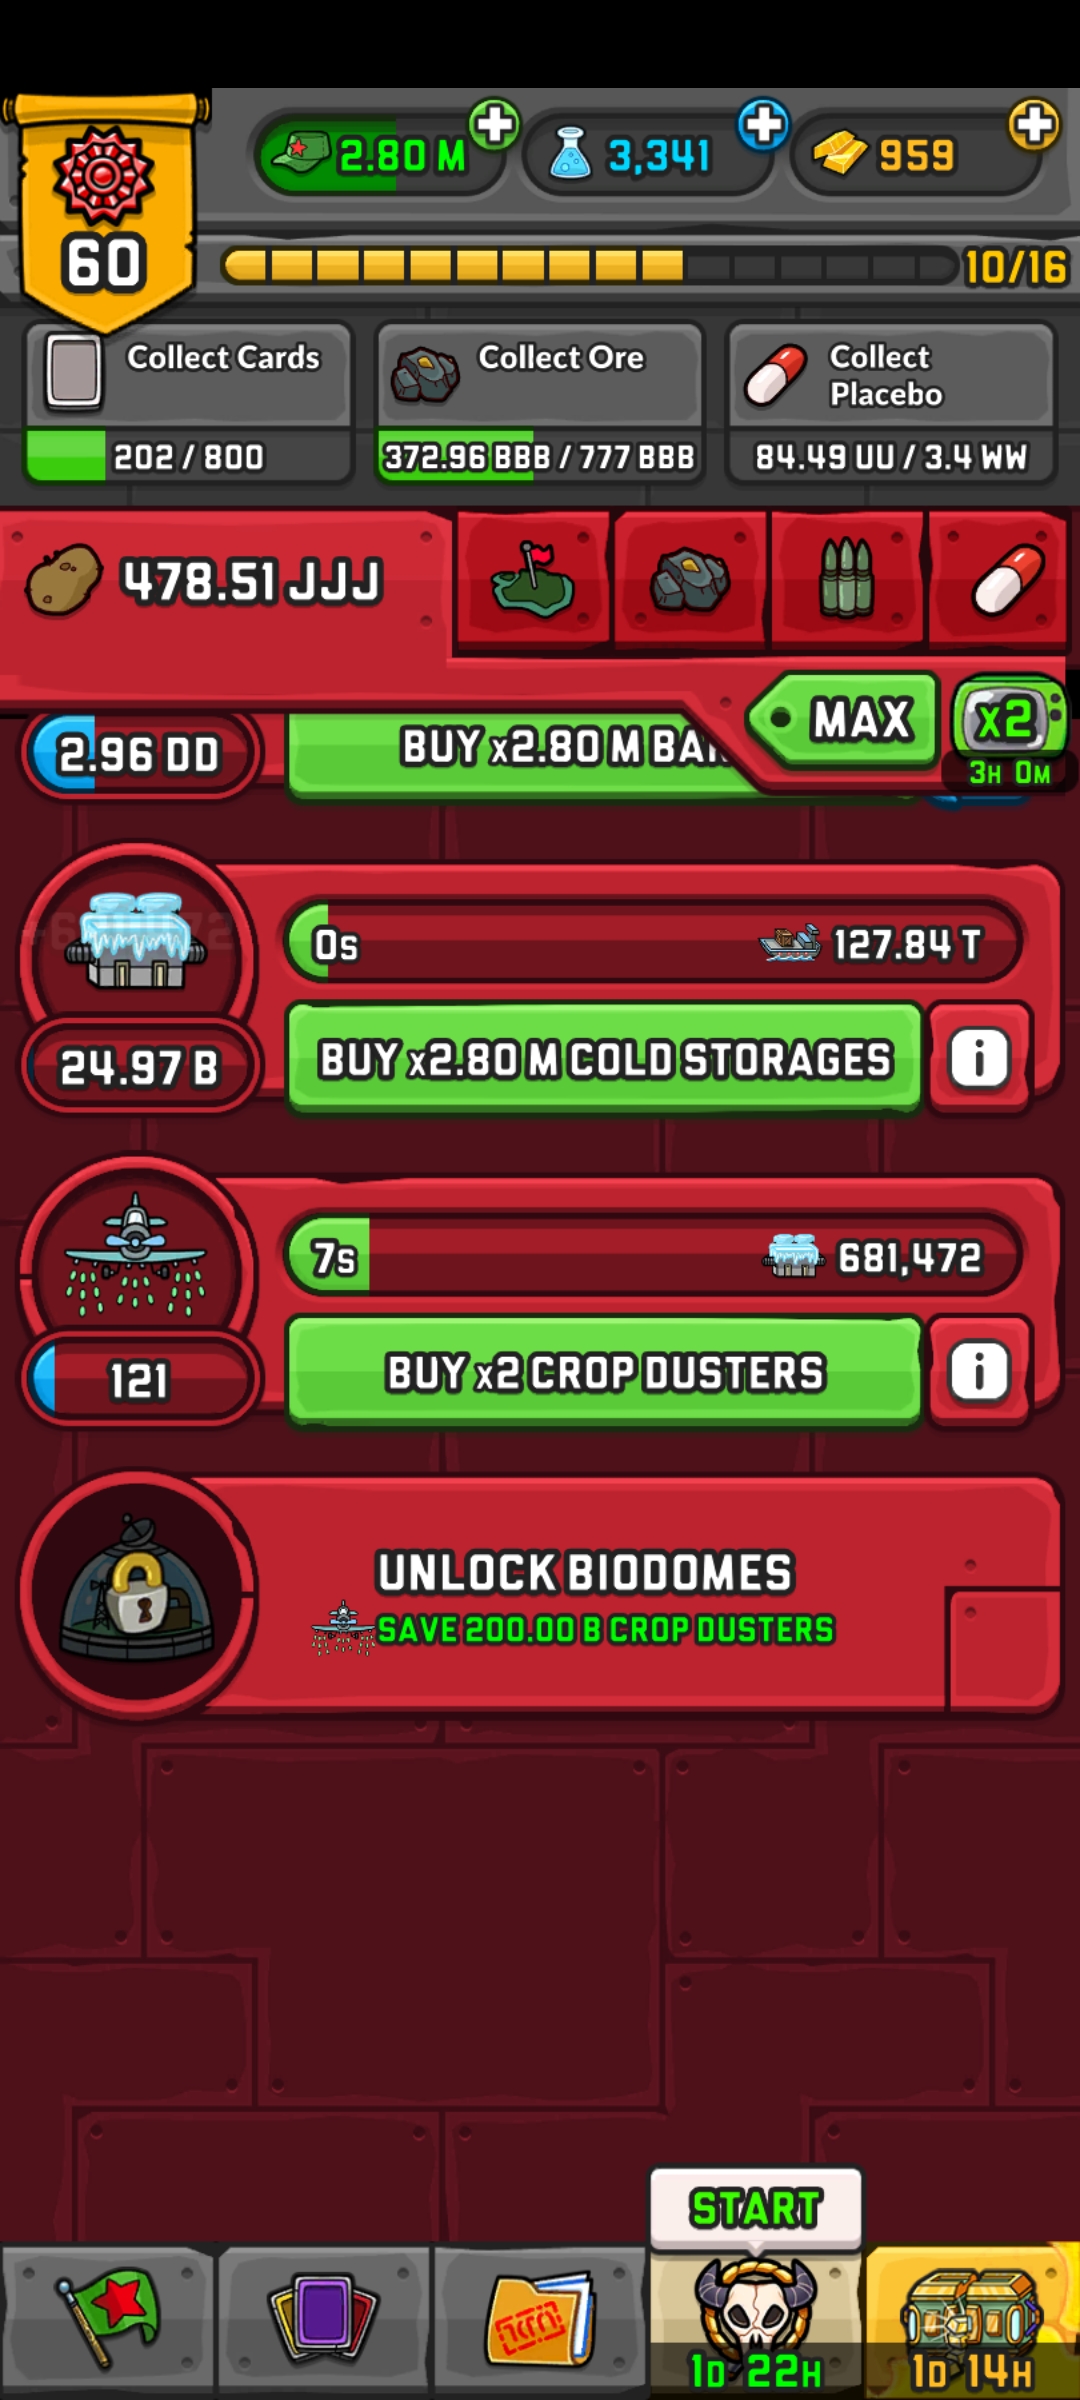 2.80 M
3,341
959
60
10/16
Collect Cards
202 / 800
Collect Ore
372.96 BBB / 777 BBB
Collect
Placebo
84.49 UU / 3.4 WW
478.51 JJJ
MAX
x2
3H 0M
2.96 DD
BUY x2.80 M
0s
127.84 T
24.97 B
BUY x2.80 M COLD STORAGES
i
7s
681,472
121
BUY x2 CROP DUSTERS
i
UNLOCK BIODOMES
SAVE 200.00 B CROP DUSTERS
START
1D 22H
1D 14H